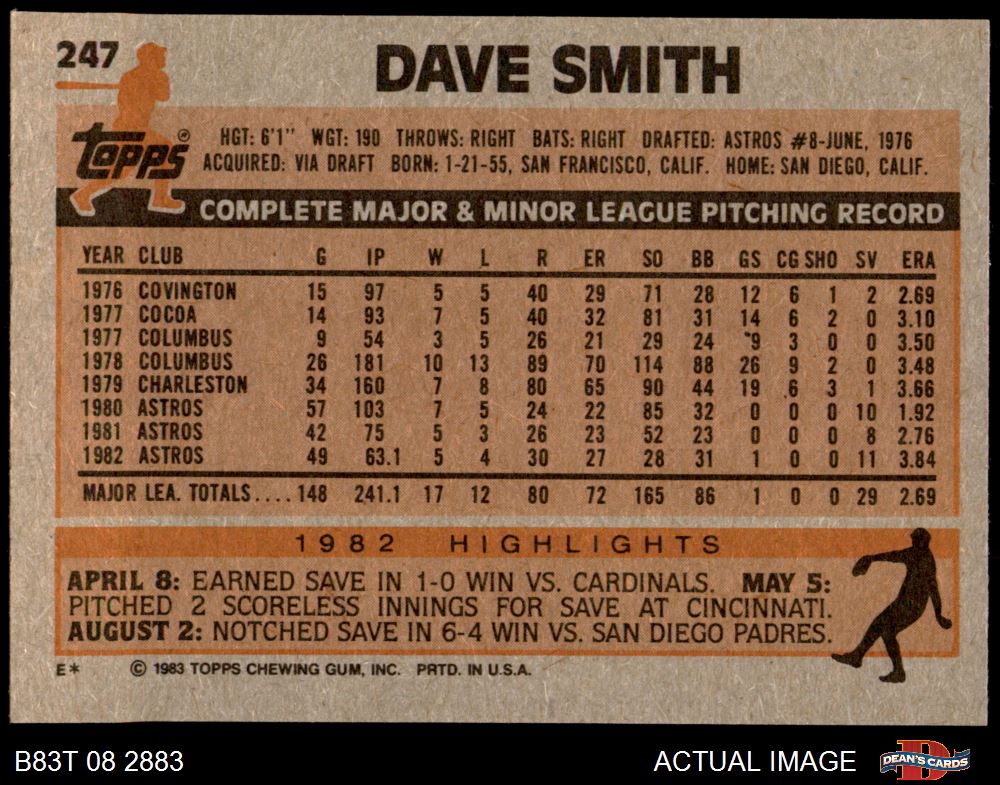 247
DAVE SMITH
topps®
HGT: 6'1" WGT: 190 THROWS: RIGHT BATS: RIGHT DRAFTED: ASTROS #8-JUNE, 1976
ACQUIRED: VIA DRAFT BORN: 1-21-55, SAN FRANCISCO, CALIF. HOME: SAN DIEGO, CALIF.
COMPLETE MAJOR & MINOR LEAGUE PITCHING RECORD
YEAR CLUB G IP W L R ER SO BB GS CG SHO SV ERA
1976 COVINGTON 15 97 5 5 40 29 71 28 12 6 1 2 2.69
1977 COCOA 14 93 7 5 40 32 81 31 14 6 2 0 3.10
1977 COLUMBUS 9 54 3 5 26 21 29 24 9 3 0 0 3.50
1978 COLUMBUS 26 181 10 13 89 70 114 88 26 9 2 0 3.48
1979 CHARLESTON 34 160 7 8 80 65 90 44 19 6 3 1 3.66
1980 ASTROS 57 103 7 5 24 22 85 32 0 0 0 10 1.92
1981 ASTROS 42 75 5 3 26 23 52 23 0 0 0 8 2.76
1982 ASTROS 49 63.1 5 4 30 27 28 31 1 0 0 11 3.84
MAJOR LEA. TOTALS.... 148 241.1 17 12 80 72 165 86 1 0 0 29 2.69
1982 HIGHLIGHTS
APRIL 8: EARNED SAVE IN 1-0 WIN VS. CARDINALS. MAY 5:
PITCHED 2 SCORELESS INNINGS FOR SAVE AT CINCINNATI.
AUGUST 2: NOTCHED SAVE IN 6-4 WIN VS. SAN DIEGO PADRES.
E* © 1983 TOPPS CHEWING GUM, INC. PRTD. IN U.S.A.
B83T 08 2883 ACTUAL IMAGE D DEAN'S CARDS